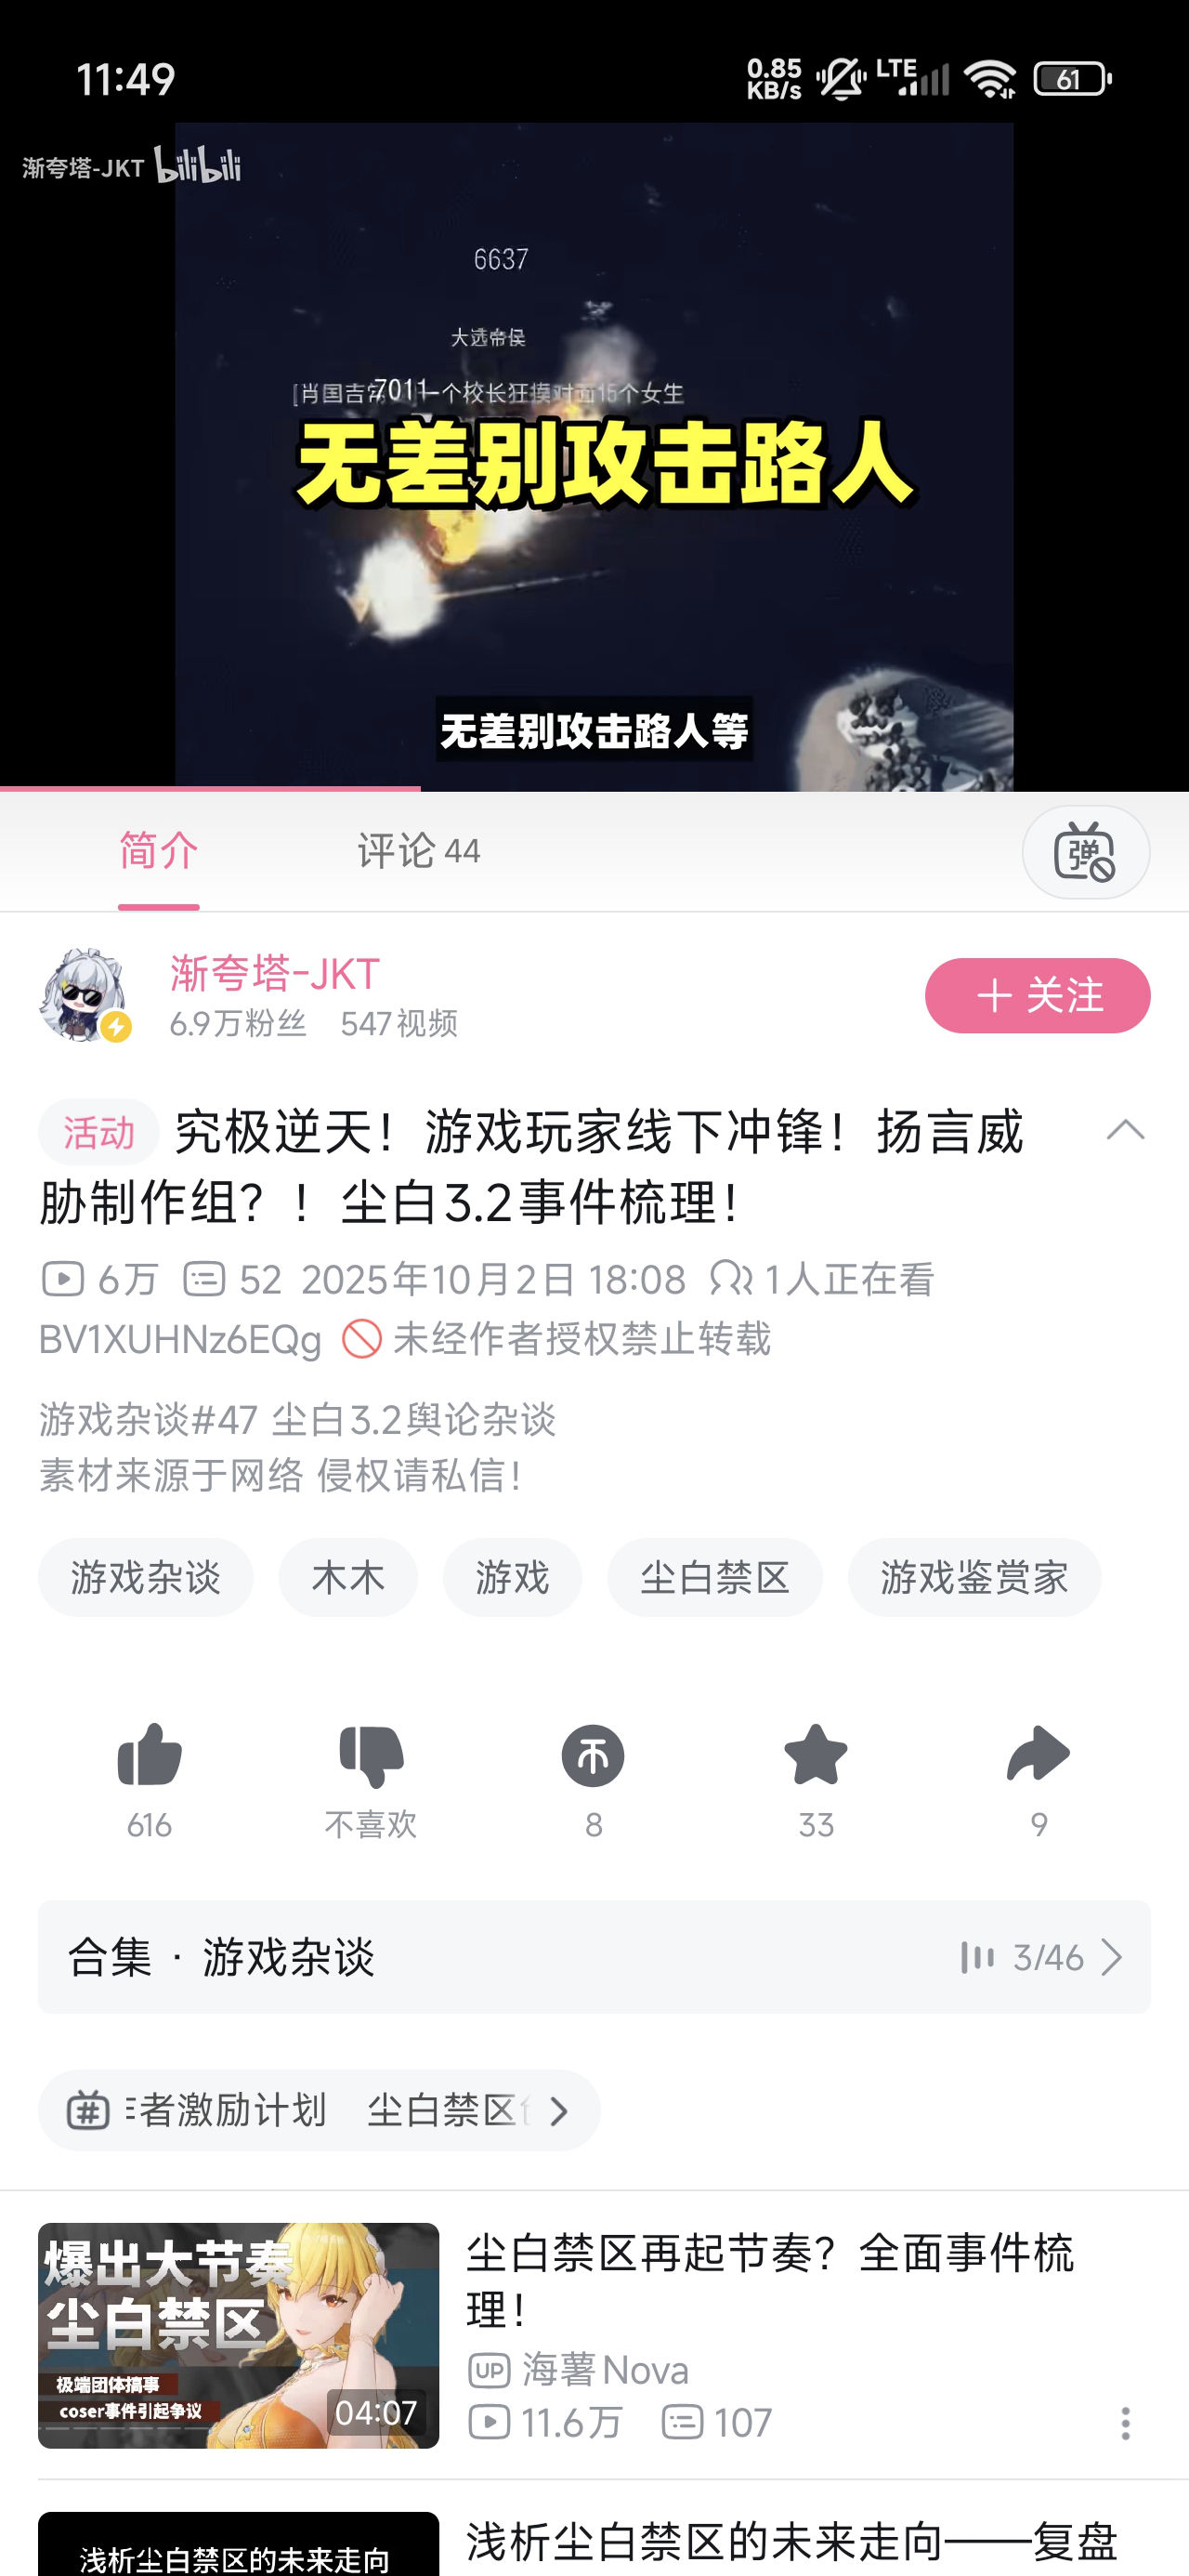 11:49
0.85
KB/s
LTE
61
渐夸塔-JKT bilibili
6637
大选帝侯
7011
一个校长狂摸对面15个女生
无差别攻击路人
无差别攻击路人等
简介
评论 44
弹
渐夸塔-JKT
6.9万粉丝 547视频
+ 关注
活动 究极逆天！游戏玩家线下冲锋！扬言威
胁制作组？！尘白3.2事件梳理！
6万 52 2025年10月2日 18:08 1人正在看
BV1XUHNz6EQg 未经作者授权禁止转载
游戏杂谈#47 尘白3.2舆论杂谈
素材来源于网络 侵权请私信！
游戏杂谈 木木 游戏 尘白禁区 游戏鉴赏家
616 不喜欢 8 33 9
合集 · 游戏杂谈 3/46
者激励计划 尘白禁区
爆出大节奏
尘白禁区
极端团体搞事
coser事件引起争议
04:07
尘白禁区再起节奏？全面事件梳
理！
UP 海薯Nova
11.6万 107
浅析尘白禁区的未来走向
浅析尘白禁区的未来走向——复盘